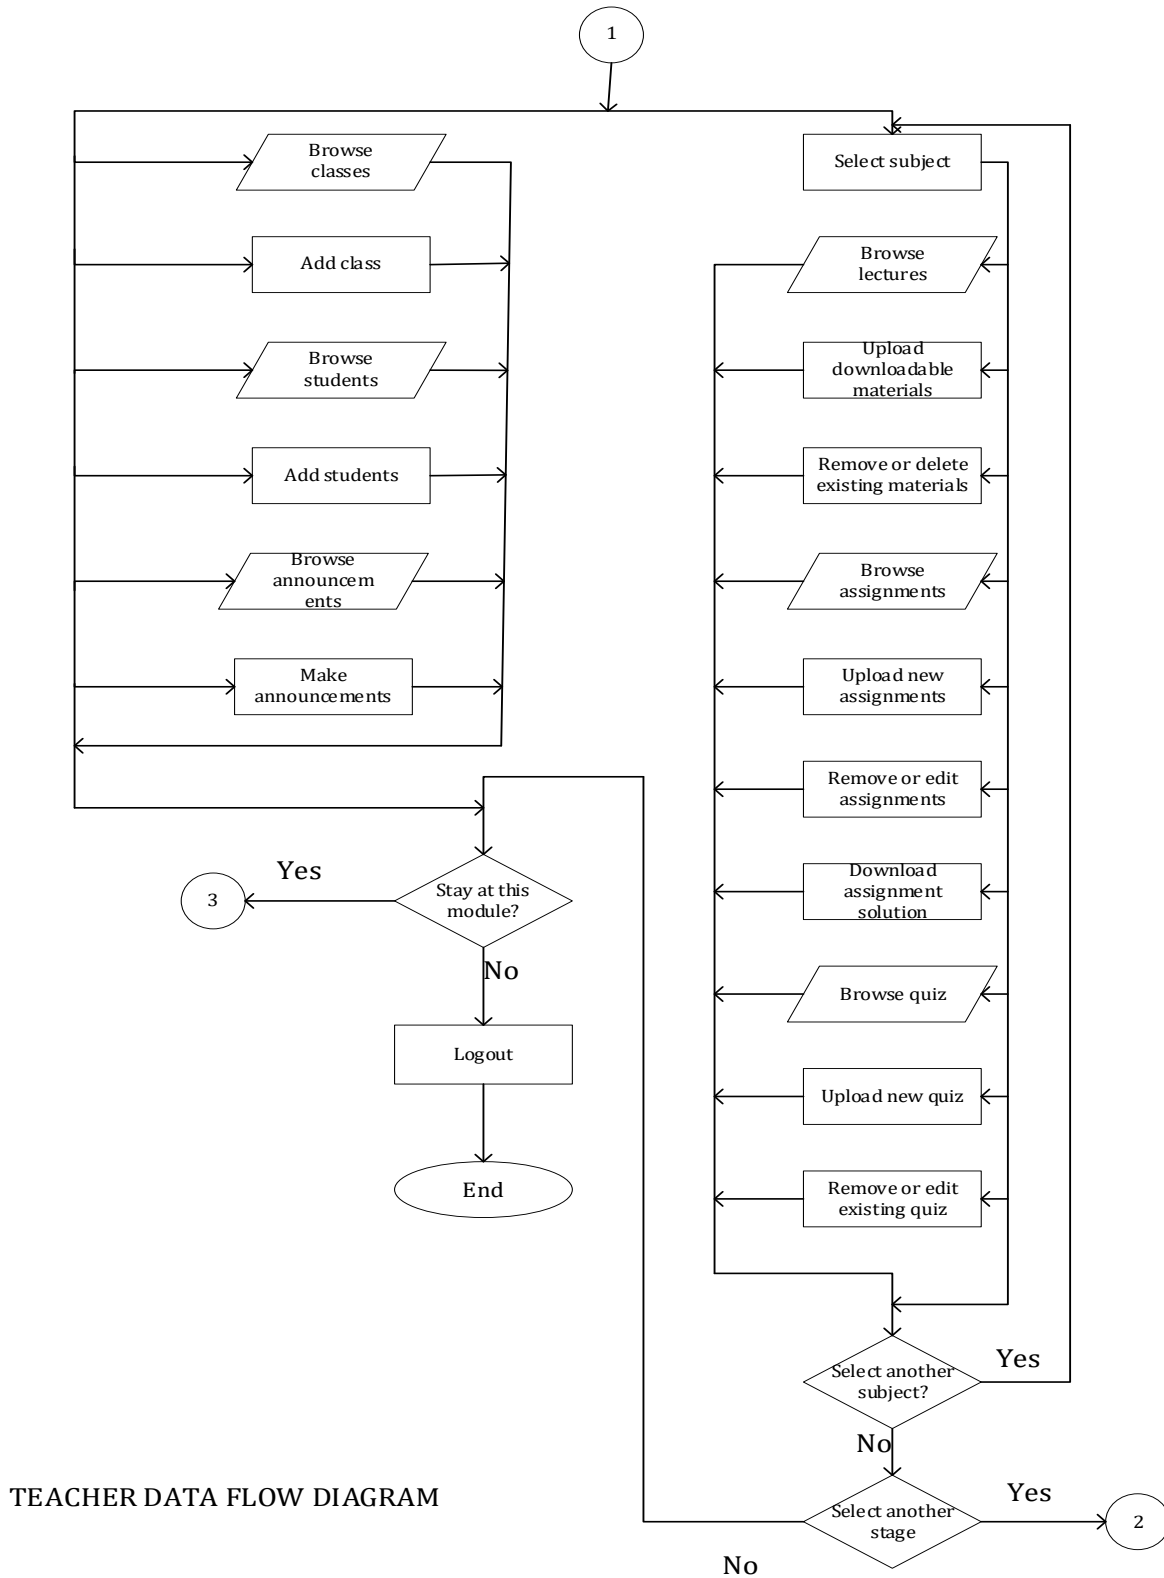 1
Browse
classes
Add class
Browse
students
Add students
Browse
announcem
ents
Make
announcements
Select subject
Browse
lectures
Upload
downloadable
materials
Remove or delete
existing materials
Browse
assignments
Upload new
assignments
Remove or edit
assignments
Download
assignment
solution
Browse quiz
Upload new quiz
Remove or edit
existing quiz
Select another
subject?
Yes
No
Select another
stage
Yes
2
No
Stay at this
module?
Yes
3
No
Logout
End
TEACHER DATA FLOW DIAGRAM